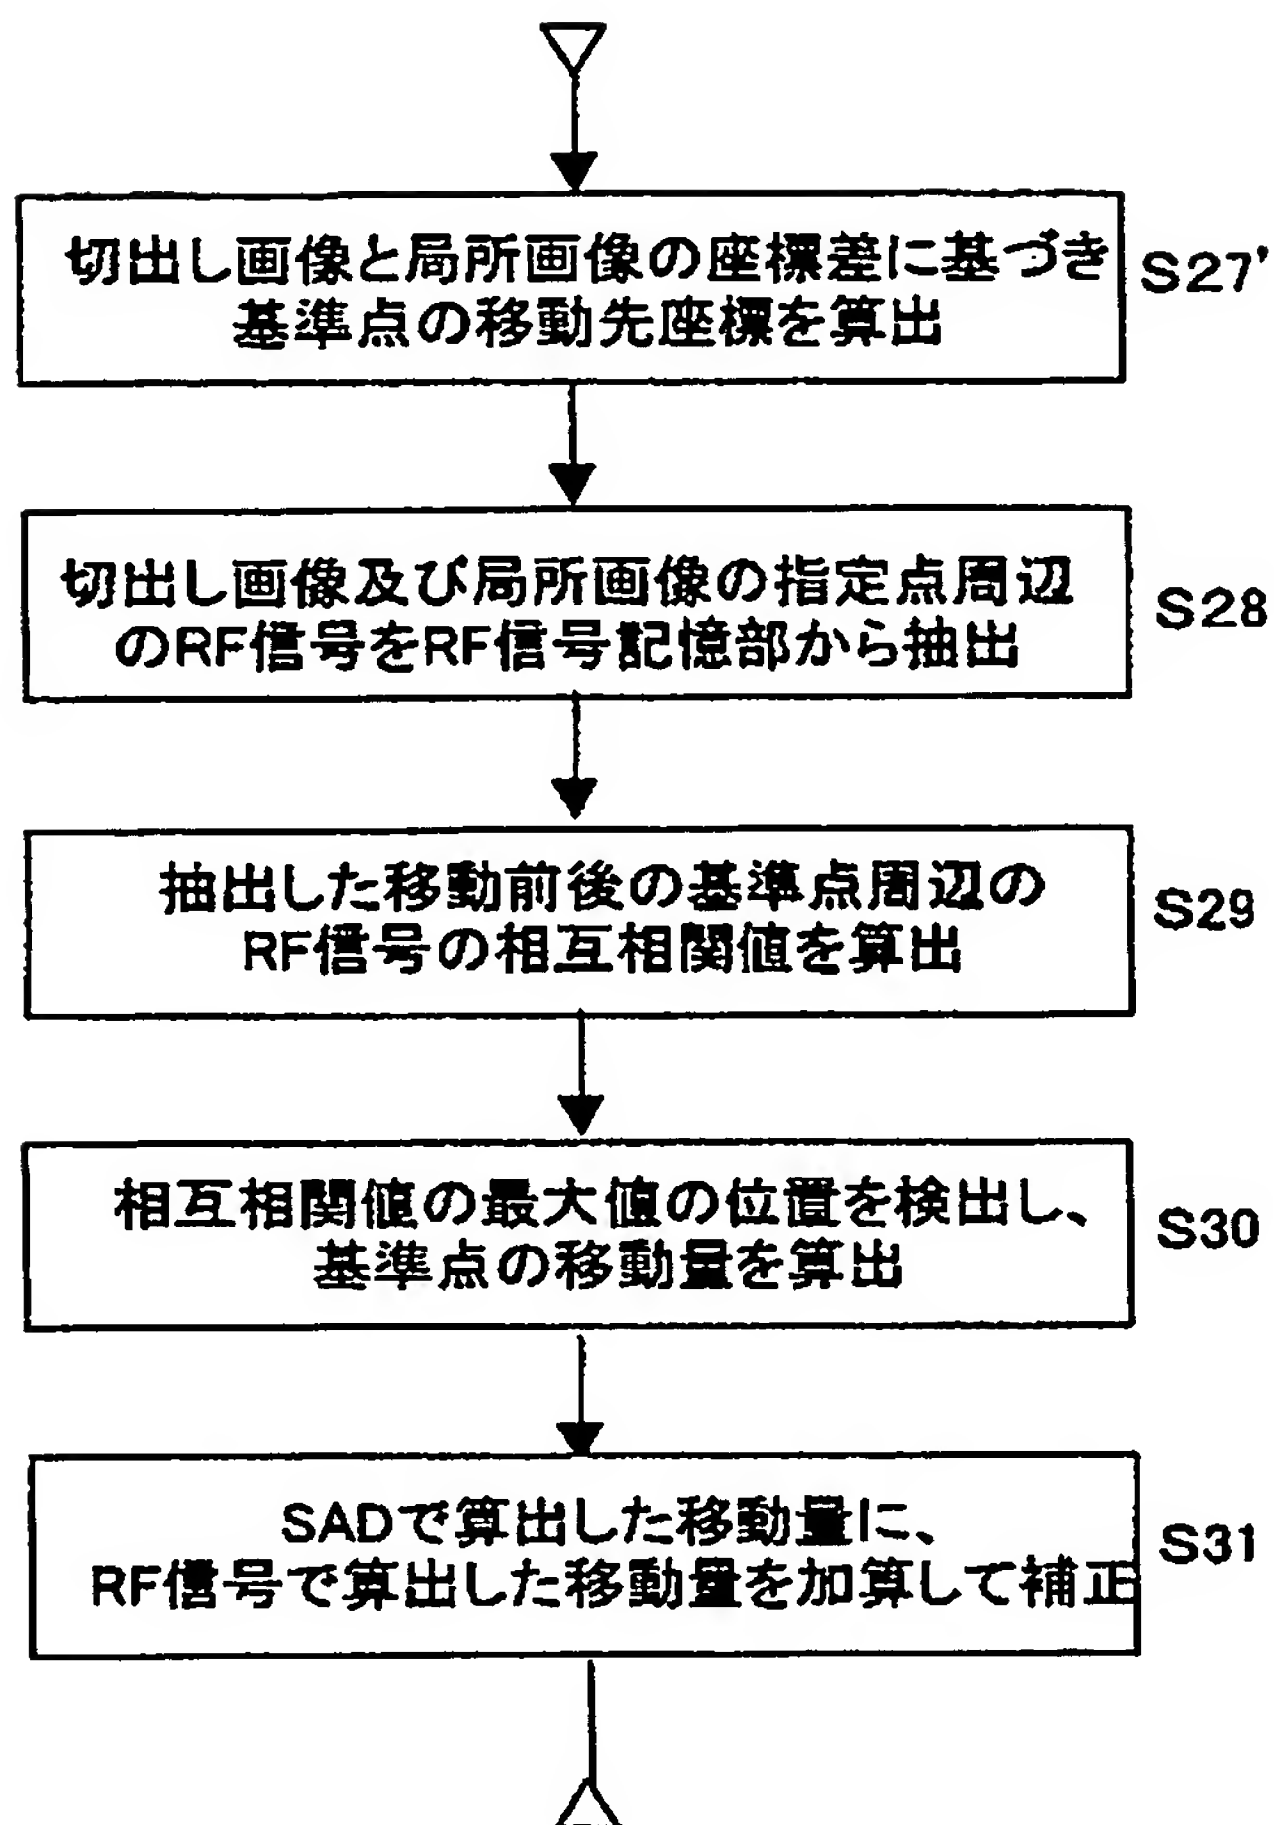 切出し画像と局所画像の座標差に基づき
基準点の移動先座標を算出
S27'
切出し画像及び局所画像の指定点周辺
のRF信号をRF信号記憶部から抽出
S28
抽出した移動前後の基準点周辺の
RF信号の相互相関値を算出
S29
相互相関値の最大値の位置を検出し、
基準点の移動量を算出
S30
SADで算出した移動量に、
RF信号で算出した移動量を加算して補正
S31